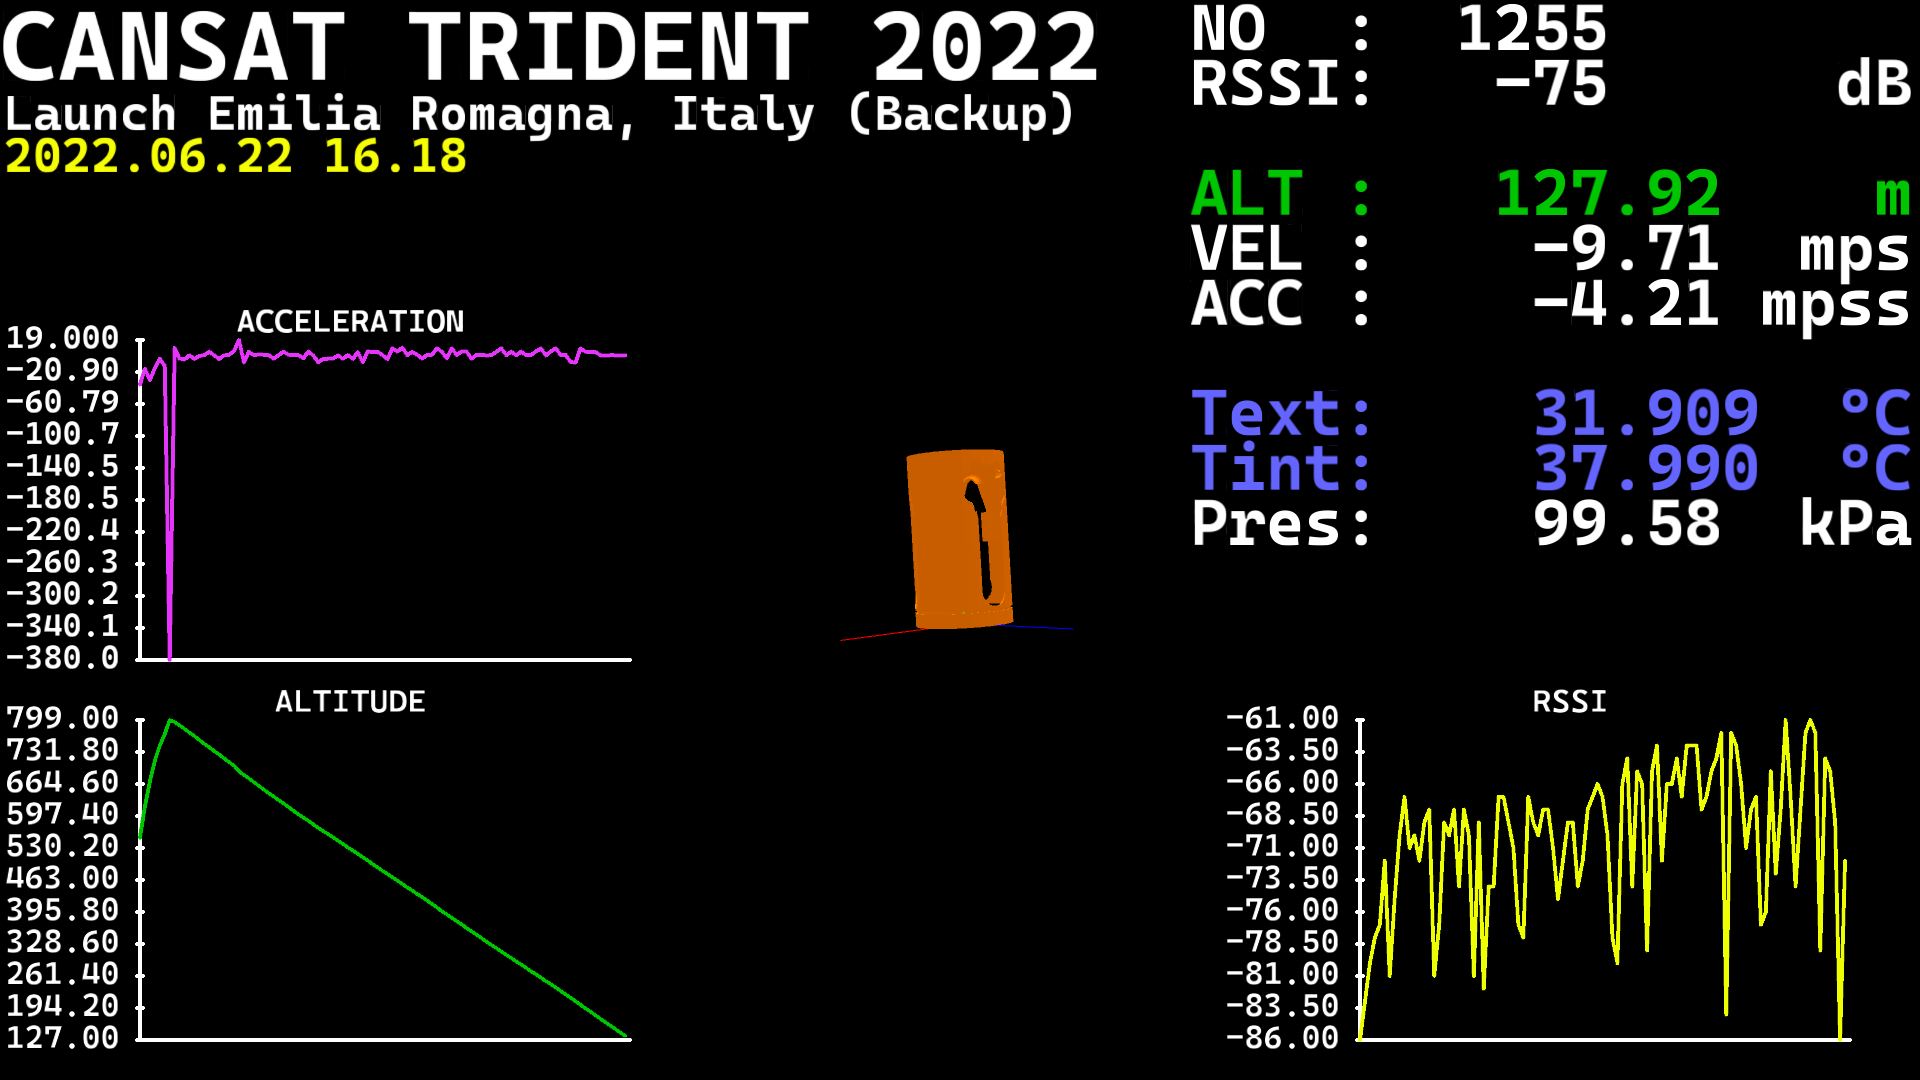 CANSAT TRIDENT 2022
Launch Emilia Romagna, Italy (Backup)
2022.06.22 16.18
NO : 1255
RSSI: −75 dB
ALT : 127.92 m
VEL : −9.71 mps
ACC : −4.21 mpss
Text: 31.909 °C
Tint: 37.990 °C
Pres: 99.58 kPa
ACCELERATION
19.000
−20.90
−60.79
−100.7
−140.5
−180.5
−220.4
−260.3
−300.2
−340.1
−380.0
ALTITUDE
799.00
731.80
664.60
597.40
530.20
463.00
395.80
328.60
261.40
194.20
127.00
RSSI
−61.00
−63.50
−66.00
−68.50
−71.00
−73.50
−76.00
−78.50
−81.00
−83.50
−86.00